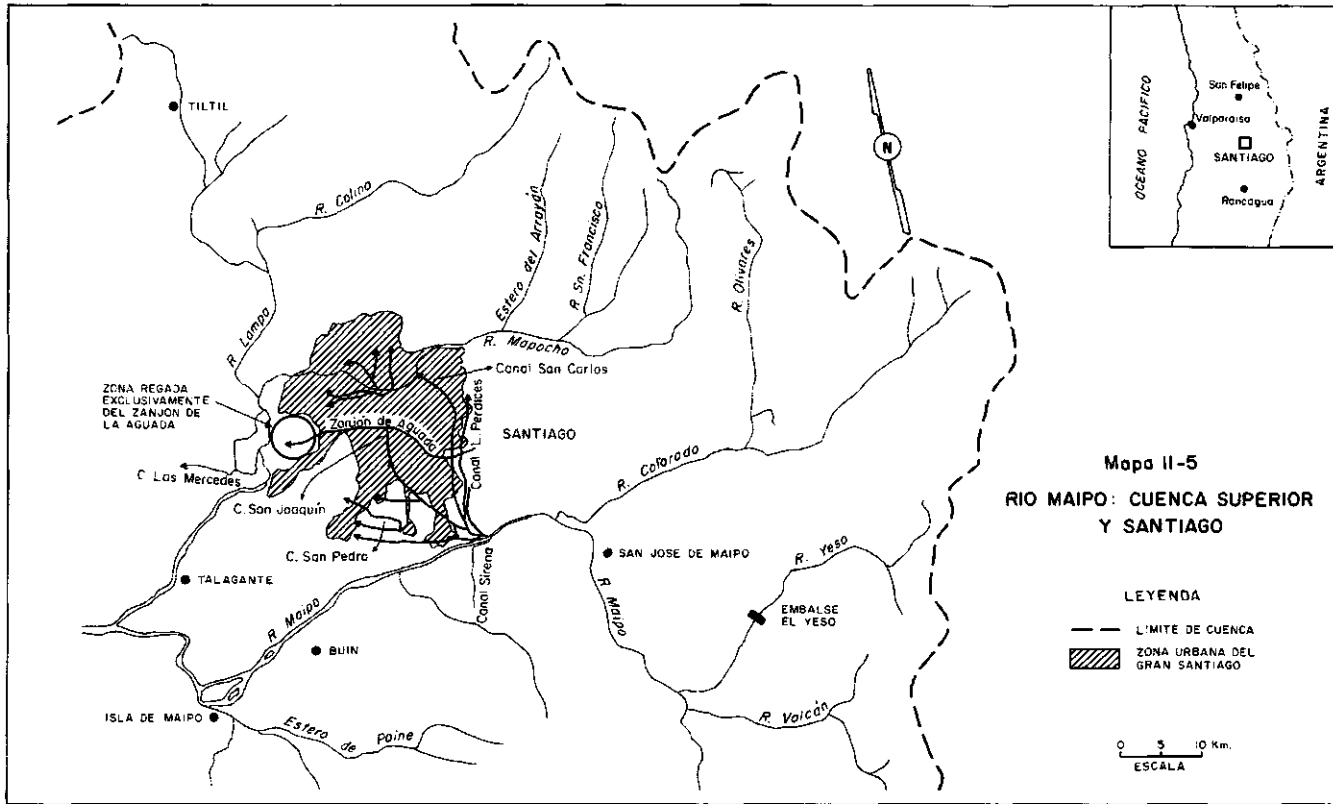 TILTIL
R. Colina
Estero del Arrayán
R. Sn. Francisco
R. Olivares
N
OCEANO PACIFICO
San Felipe
Valparaisa
SANTIAGO
Rancagua
ARGENTINA
R. Lampa
R. Mapocho
Canal San Carlos
ZONA REGADA
EXCLUSIVAMENTE
DEL ZANJON DE
LA AGUADA
Zanjón de Aguada
Canal L. Perdices
SANTIAGO
R. Colorado
C. Las Mercedes
C. San Joaquín
C. San Pedro
Canal Sirena
SAN JOSE DE MAIPO
R. Yeso
TALAGANTE
R. Maipo
R. Maipo
EMBALSE
EL YESO
BUIN
ISLA DE MAIPO
Estero de Paine
R. Volcán
Mapa II-5
RIO MAIPO: CUENCA SUPERIOR
Y SANTIAGO
LEYENDA
LIMITE DE CUENCA
ZONA URBANA DEL
GRAN SANTIAGO
0 5 10 Km.
ESCALA